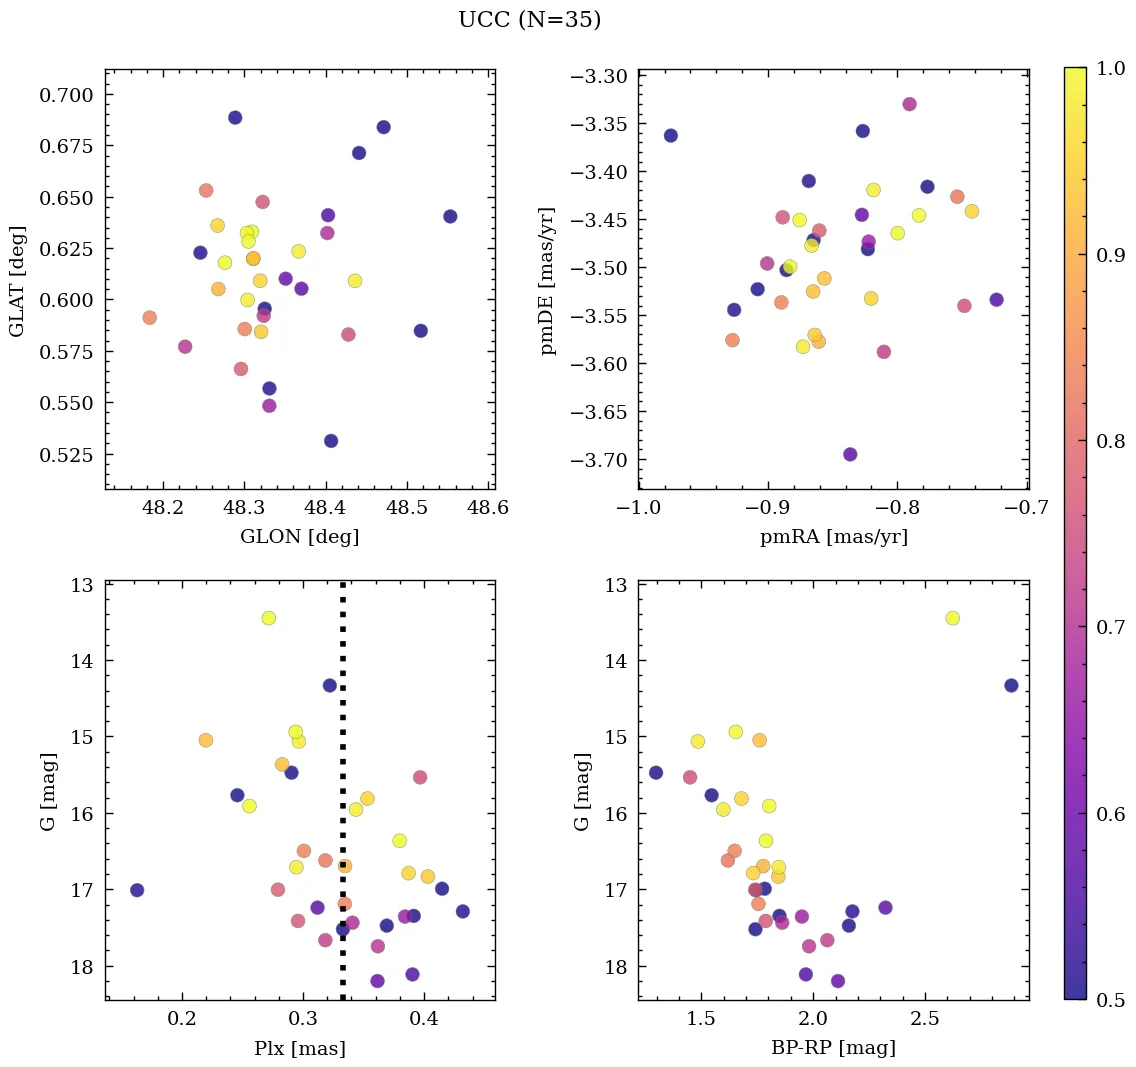 UCC (N=35)
0.700
0.675
0.650
0.625
0.600
0.575
0.550
0.525
GLAT [deg]
48.2 48.3 48.4 48.5 48.6
GLON [deg]
−3.30
−3.35
−3.40
−3.45
−3.50
−3.55
−3.60
−3.65
−3.70
pmDE [mas/yr]
−1.0 −0.9 −0.8 −0.7
pmRA [mas/yr]
13
14
15
16
17
18
G [mag]
0.2 0.3 0.4
Plx [mas]
13
14
15
16
17
18
G [mag]
1.5 2.0 2.5
BP-RP [mag]
1.0
0.9
0.8
0.7
0.6
0.5